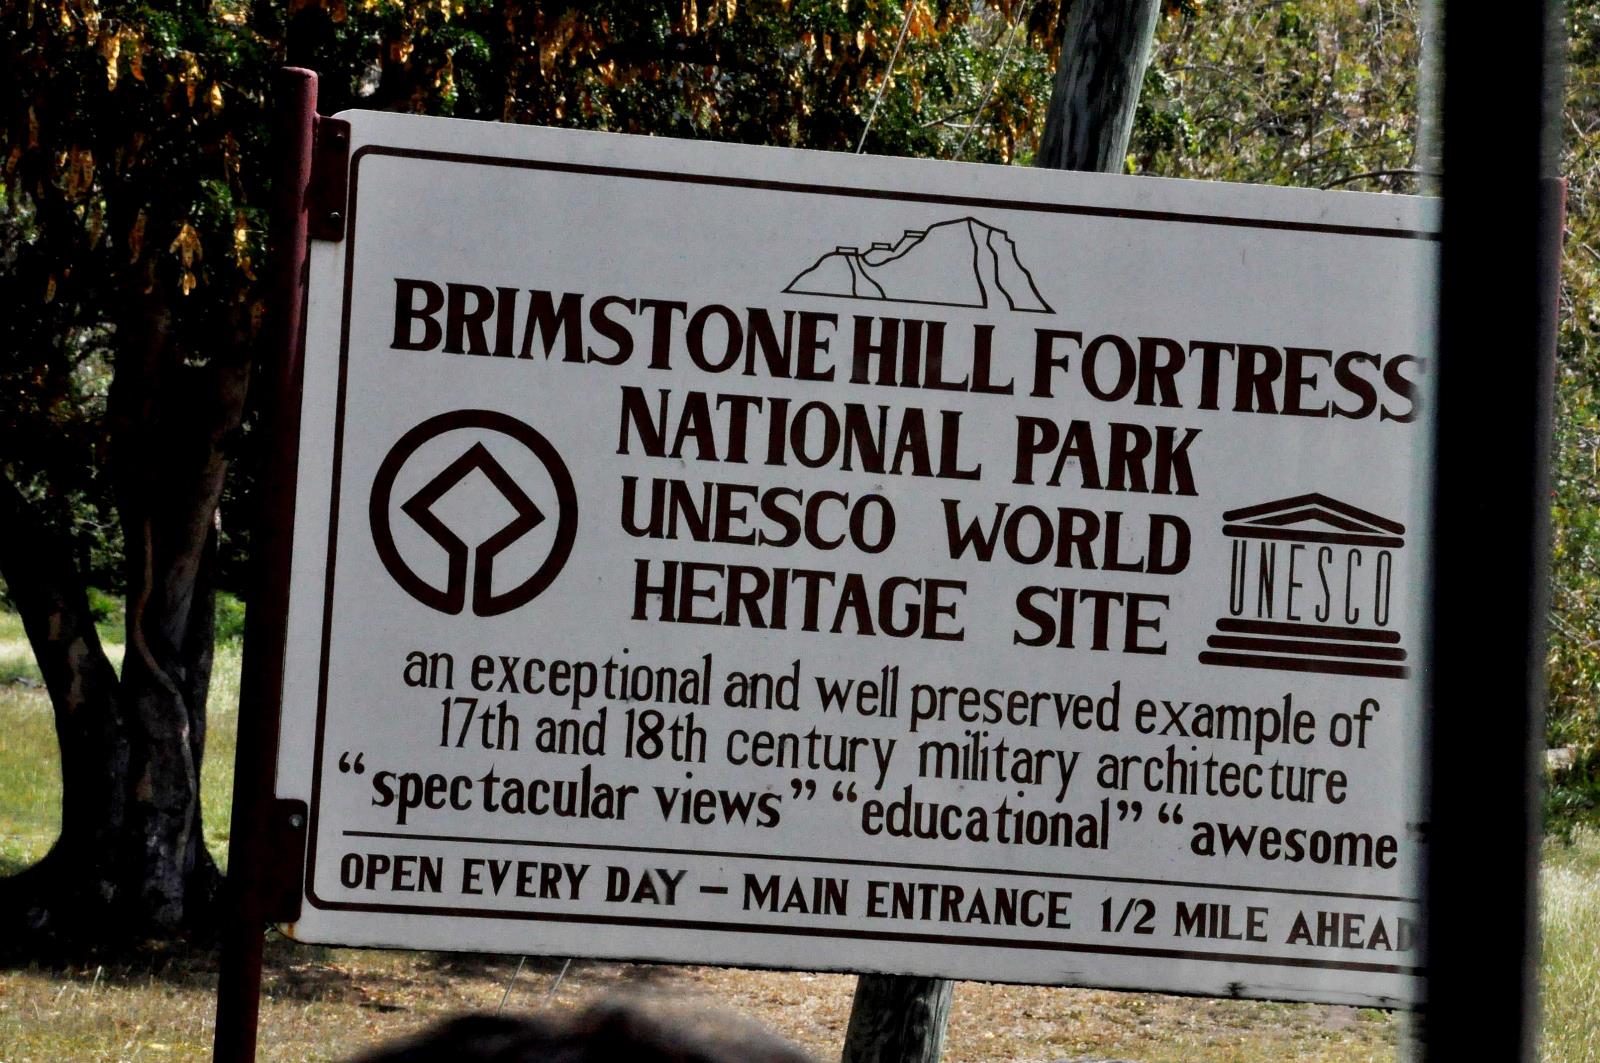 BRIMSTONE HILL FORTRESS
NATIONAL PARK
UNESCO WORLD
HERITAGE SITE
UNESCO
an exceptional and well preserved example of
17th and 18th century military architecture
“spectacular views” “educational” “awesome
OPEN EVERY DAY – MAIN ENTRANCE 1/2 MILE AHEAD